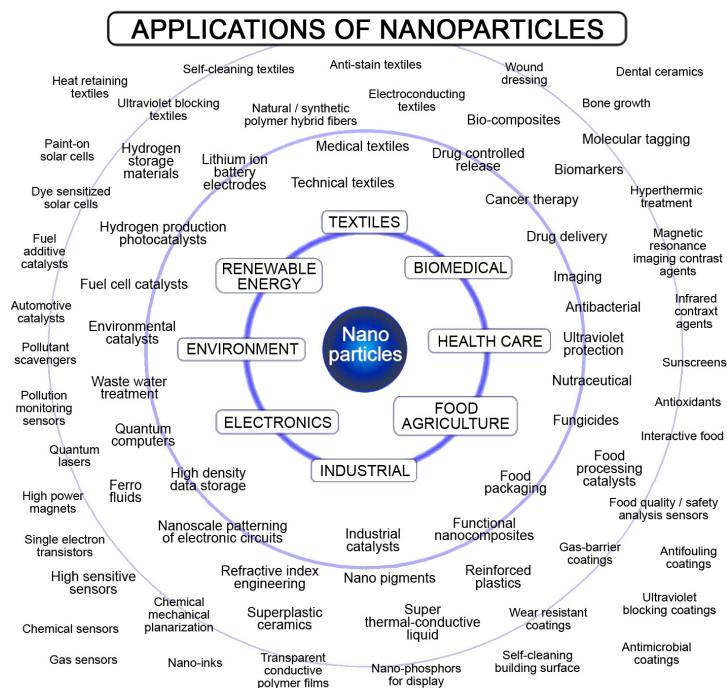 APPLICATIONS OF NANOPARTICLES
Self-cleaning textiles
Anti-stain textiles
Wound
dressing
Dental ceramics
Heat retaining
textiles
Ultraviolet blocking
textiles
Natural / synthetic
polymer hybrid fibers
Electroconducting
textiles
Bio-composites
Bone growth
Molecular tagging
Paint-on
solar cells
Hydrogen
storage
materials
Lithium ion
battery
electrodes
Medical textiles
Technical textiles
Drug controlled
release
Biomarkers
Dye sensitized
solar cells
Cancer therapy
Hyperthermic
treatment
Hydrogen production
photocatalysts
TEXTILES
Drug delivery
Magnetic
resonance
imaging contrast
agents
Fuel
additive
catalysts
Fuel cell catalysts
RENEWABLE
ENERGY
BIOMEDICAL
Imaging
Automotive
catalysts
Environmental
catalysts
Antibacterial
Infrared
contraxt
agents
Pollutant
scavengers
ENVIRONMENT
Nano
particles
HEALTH CARE
Ultraviolet
protection
Sunscreens
Waste water
treatment
Nutraceutical
Pollution
monitoring
sensors
Quantum
computers
ELECTRONICS
FOOD
AGRICULTURE
Fungicides
Antioxidants
Interactive food
Quantum
lasers
High density
data storage
INDUSTRIAL
Food
packaging
Food
processing
catalysts
High power
magnets
Ferro
fluids
Food quality / safety
analysis sensors
Single electron
transistors
Nanoscale patterning
of electronic circuits
Industrial
catalysts
Functional
nanocomposites
Gas-barrier
coatings
Antifouling
coatings
High sensitive
sensors
Refractive index
engineering
Nano pigments
Reinforced
plastics
Chemical sensors
Chemical
mechanical
planarization
Superplastic
ceramics
Super
thermal-conductive
liquid
Wear resistant
coatings
Ultraviolet
blocking coatings
Gas sensors
Nano-inks
Transparent
conductive
polymer films
Nano-phosphors
for display
Self-cleaning
building surface
Antimicrobial
coatings